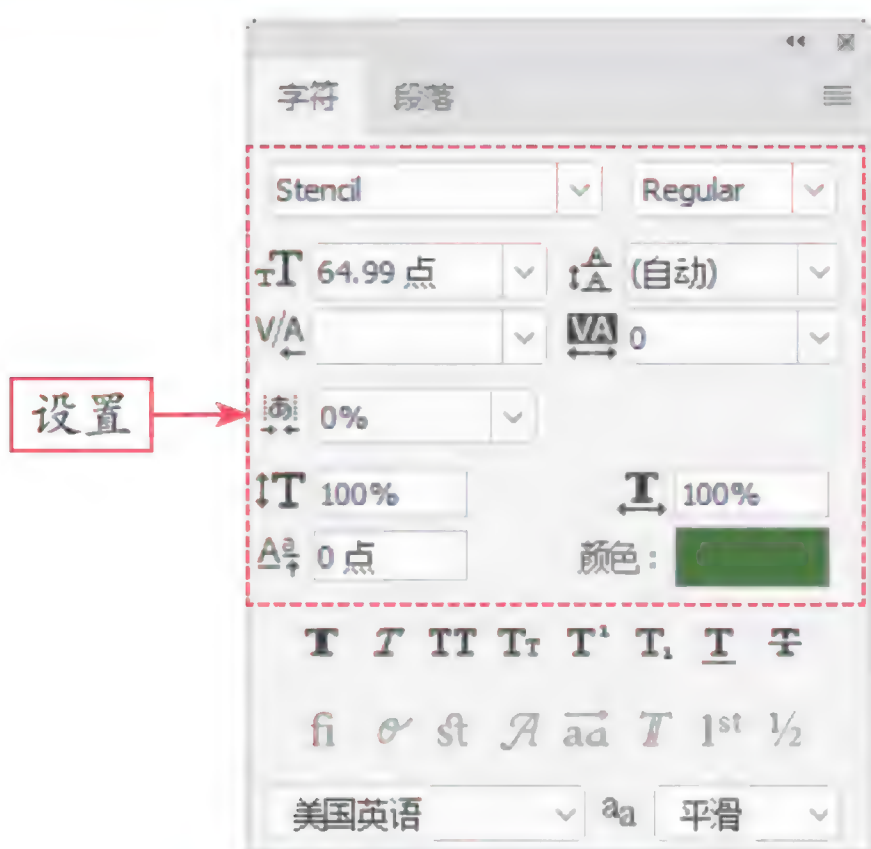 字符 段落
Stencil Regular
64.99 点 (自动)
V/A VA 0
设置
0%
T 100% T 100%
0 点 颜色：
T T TT Tт T¹ T₁ T T
fi st A aa T 1st ½
美国英语 aa 平滑